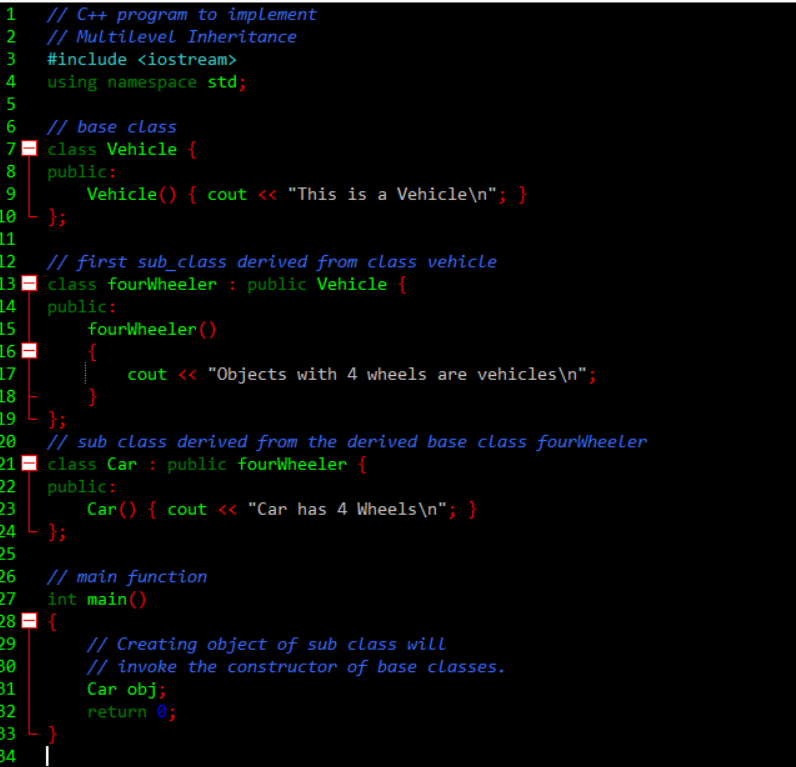 1 // C++ program to implement
2 // Multilevel Inheritance
3 #include <iostream>
4 using namespace std;
5
6 // base class
7 class Vehicle {
8 public:
9 Vehicle() { cout << "This is a Vehicle\n"; }
10 };
11
12 // first sub_class derived from class vehicle
13 class fourWheeler : public Vehicle {
14 public:
15 fourWheeler()
16 {
17 cout << "Objects with 4 wheels are vehicles\n";
18 }
19 };
20 // sub class derived from the derived base class fourWheeler
21 class Car : public fourWheeler {
22 public:
23 Car() { cout << "Car has 4 Wheels\n"; }
24 };
25
26 // main function
27 int main()
28 {
29 // Creating object of sub class will
30 // invoke the constructor of base classes.
31 Car obj;
32 return 0;
33 }
34